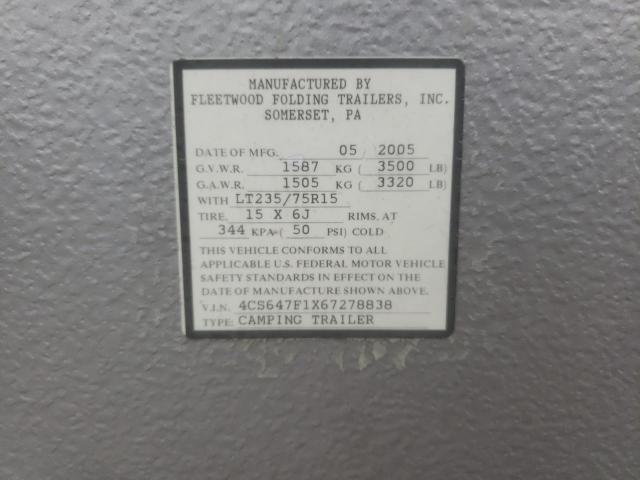 MANUFACTURED BY
FLEETWOOD FOLDING TRAILERS, INC.
SOMERSET, PA
DATE OF MFG. 05 / 2005
G.V.W.R. 1587 KG ( 3500 LB)
G.A.W.R. 1505 KG ( 3320 LB)
WITH LT235/75R15
TIRE, 15 X 6J RIMS, AT
344 KPA ( 50 PSI) COLD
THIS VEHICLE CONFORMS TO ALL
APPLICABLE U.S. FEDERAL MOTOR VEHICLE
SAFETY STANDARDS IN EFFECT ON THE
DATE OF MANUFACTURE SHOWN ABOVE.
V.I.N. 4CS647F1X67278838
TYPE: CAMPING TRAILER